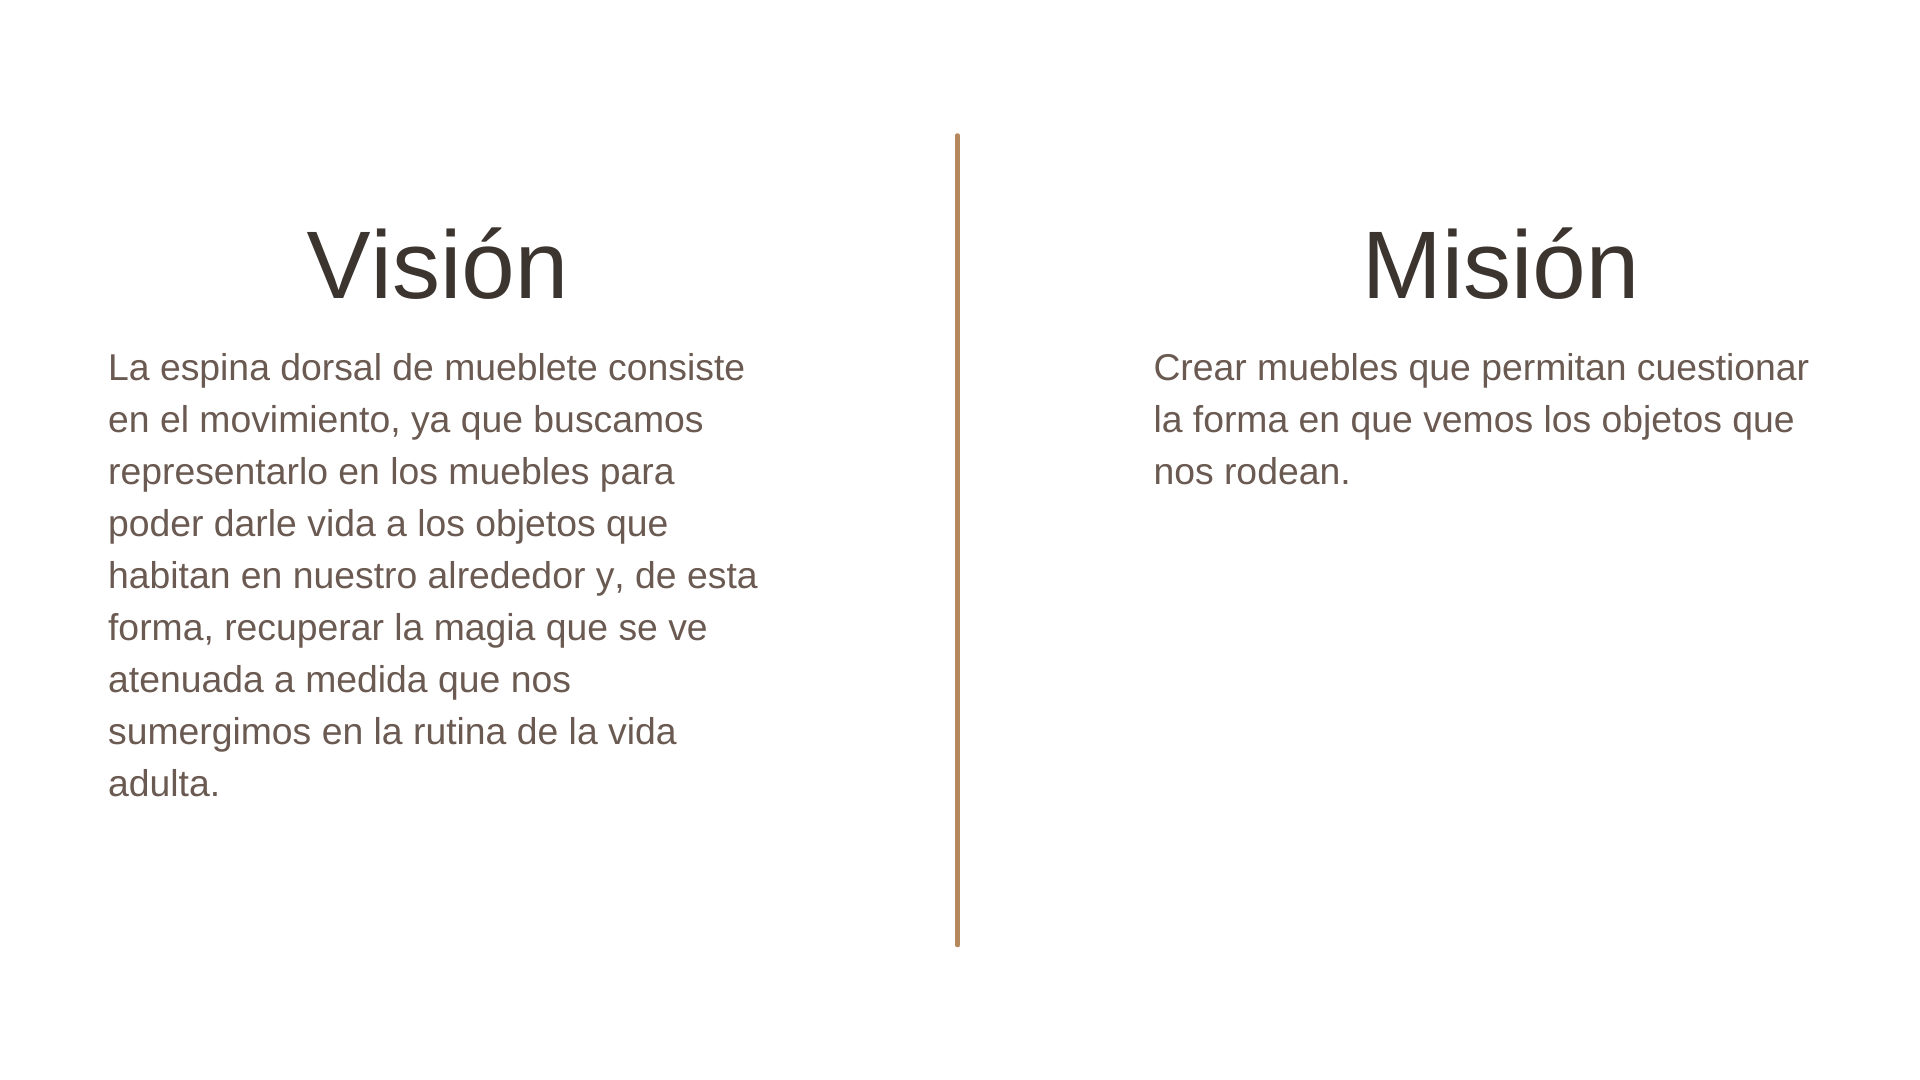 Visión
La espina dorsal de mueblete consiste
en el movimiento, ya que buscamos
representarlo en los muebles para
poder darle vida a los objetos que
habitan en nuestro alrededor y, de esta
forma, recuperar la magia que se ve
atenuada a medida que nos
sumergimos en la rutina de la vida
adulta.
Misión
Crear muebles que permitan cuestionar
la forma en que vemos los objetos que
nos rodean.